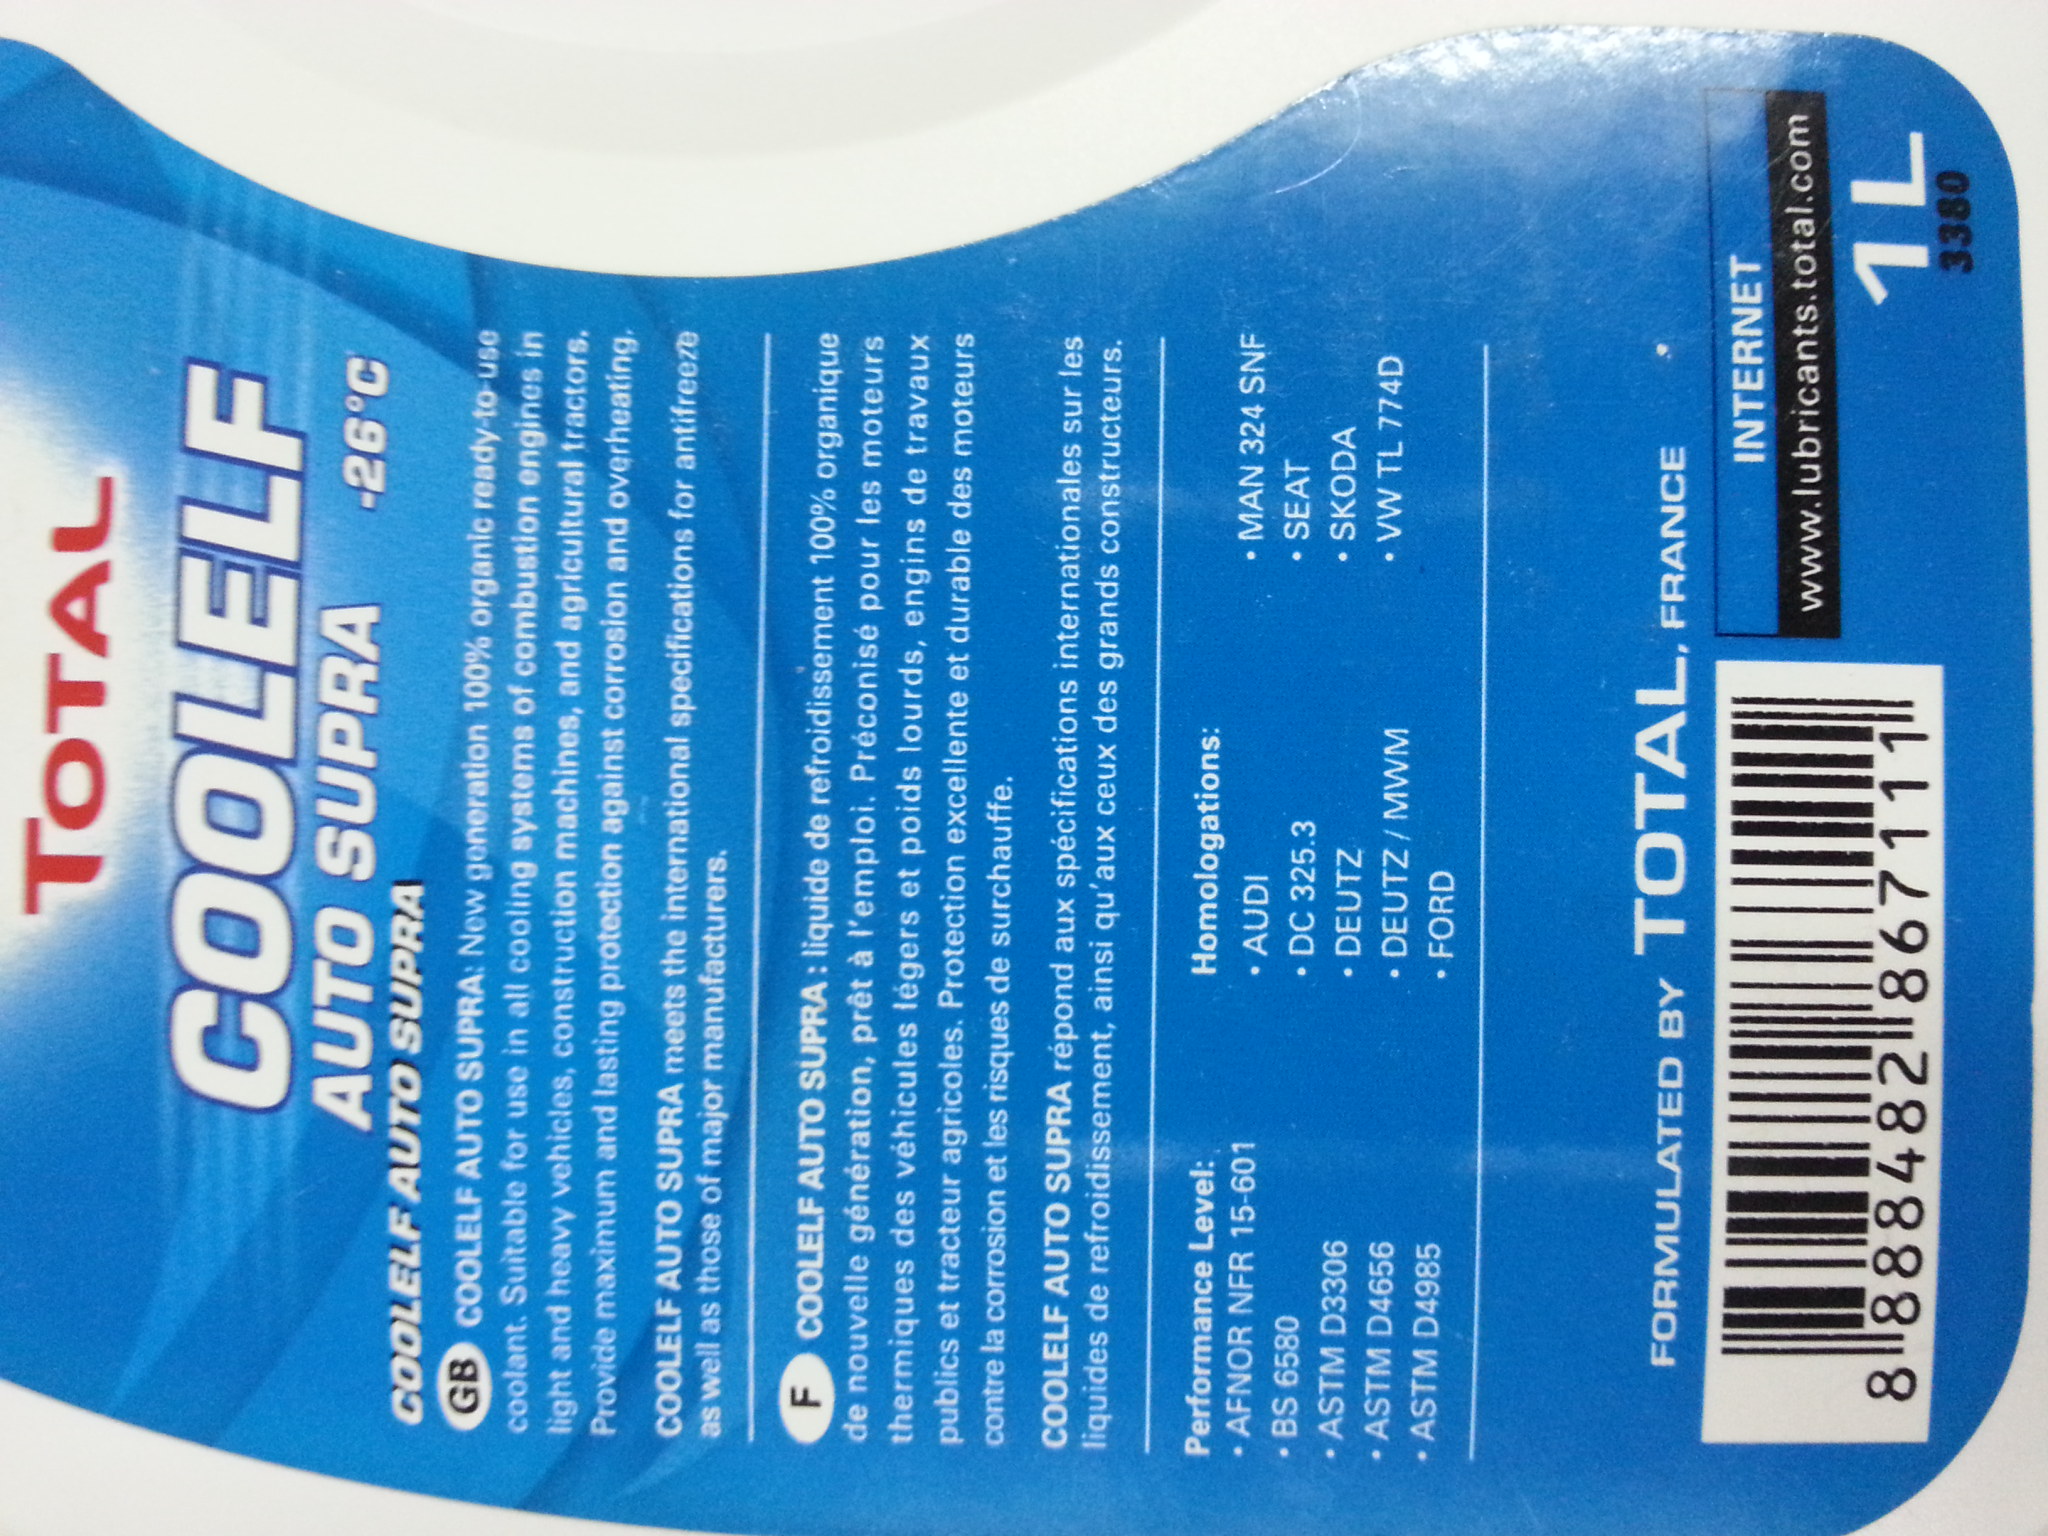 TOTAL
COOLELF
AUTO SUPRA -26°C
COOLELF AUTO SUPRA
GB COOLELF AUTO SUPRA: New generation 100% organic ready-to-use
coolant. Suitable for use in all cooling systems of combustion engines in
light and heavy vehicles, construction machines, and agricultural tractors.
Provide maximum and lasting protection against corrosion and overheating.
COOLELF AUTO SUPRA meets the international specifications for antifreeze
as well as those of major manufacturers.
F COOLELF AUTO SUPRA : liquide de refroidissement 100% organique
de nouvelle génération, prêt à l'emploi. Préconisé pour les moteurs
thermiques des véhicules légers et poids lourds, engins de travaux
publics et tracteur agricoles. Protection excellente et durable des moteurs
contre la corrosion et les risques de surchauffe.
COOLELF AUTO SUPRA répond aux spécifications internationales sur les
liquides de refroidissement, ainsi qu'aux ceux des grands constructeurs.
Performance Level:
• AFNOR NFR 15-601
• BS 6580
• ASTM D3306
• ASTM D4656
• ASTM D4985
Homologations:
• AUDI
• DC 325.3
• DEUTZ
• DEUTZ / MWM
• FORD
• MAN 324 SNF
• SEAT
• SKODA
• VW TL 774D
FORMULATED BY TOTAL, FRANCE
8 888482 867111
INTERNET
www.lubricants.total.com
1 L
3380